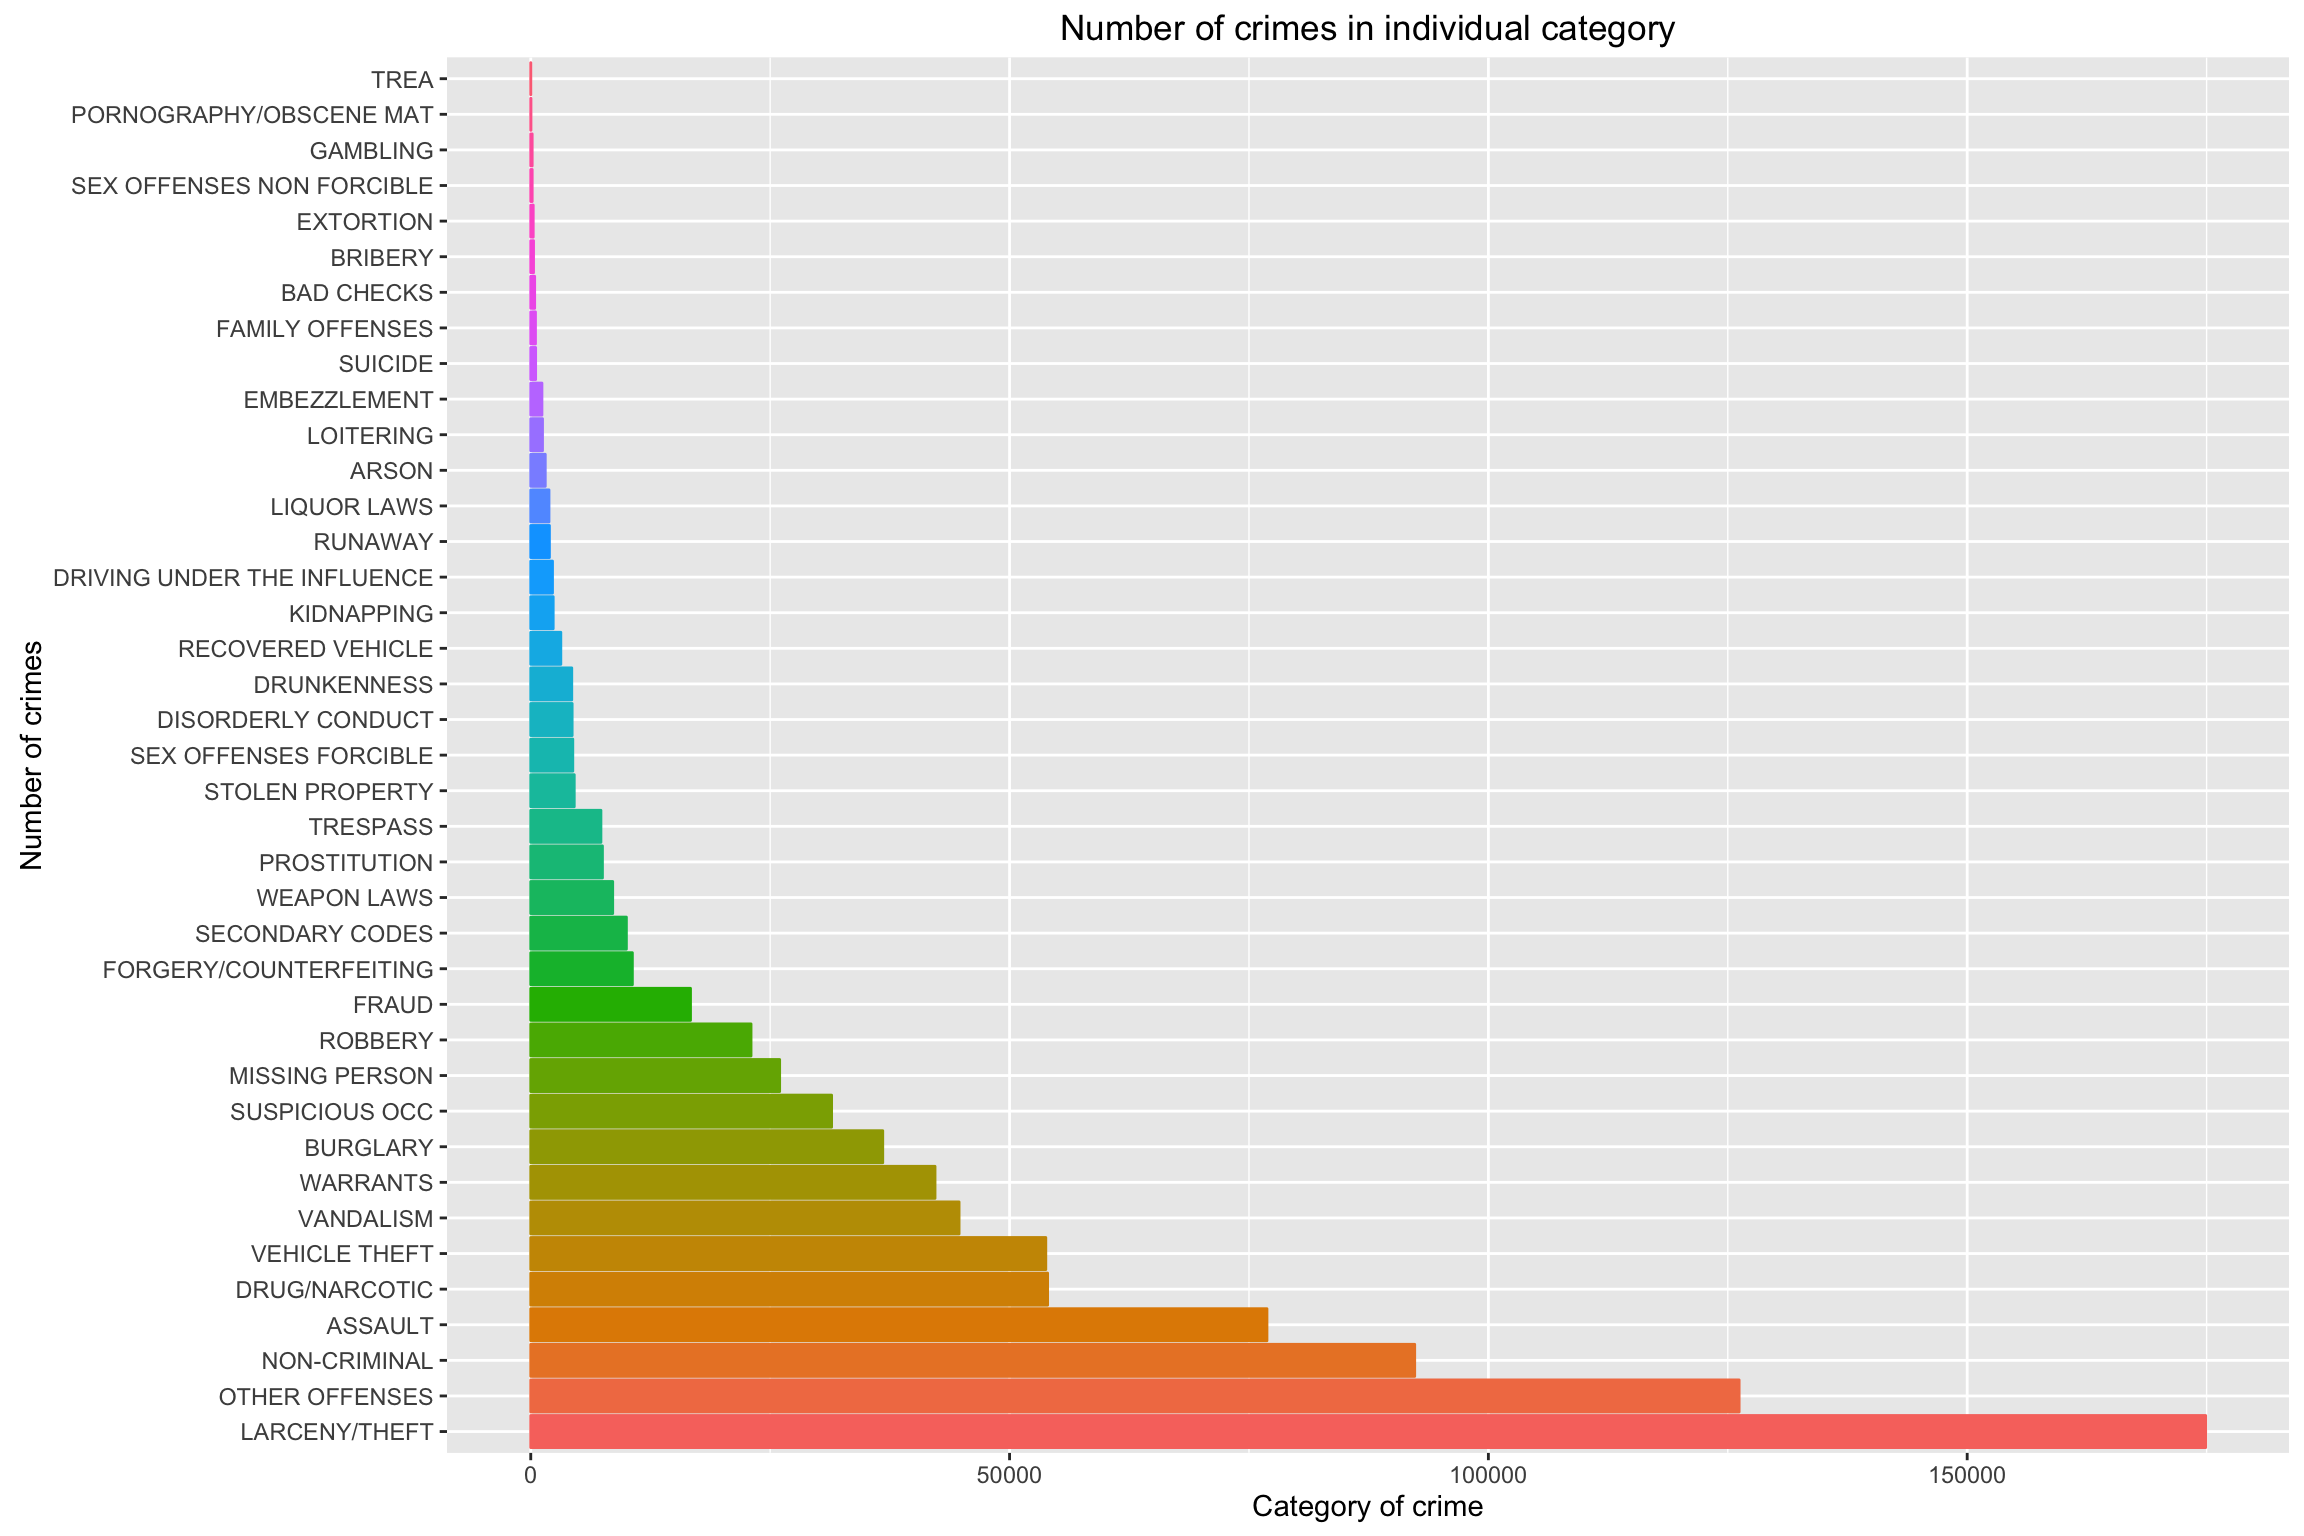 Number of crimes in individual category
TREA
PORNOGRAPHY/OBSCENE MAT
GAMBLING
SEX OFFENSES NON FORCIBLE
EXTORTION
BRIBERY
BAD CHECKS
FAMILY OFFENSES
SUICIDE
EMBEZZLEMENT
LOITERING
ARSON
LIQUOR LAWS
RUNAWAY
DRIVING UNDER THE INFLUENCE
KIDNAPPING
RECOVERED VEHICLE
DRUNKENNESS
DISORDERLY CONDUCT
SEX OFFENSES FORCIBLE
STOLEN PROPERTY
TRESPASS
PROSTITUTION
WEAPON LAWS
SECONDARY CODES
FORGERY/COUNTERFEITING
FRAUD
ROBBERY
MISSING PERSON
SUSPICIOUS OCC
BURGLARY
WARRANTS
VANDALISM
VEHICLE THEFT
DRUG/NARCOTIC
ASSAULT
NON-CRIMINAL
OTHER OFFENSES
LARCENY/THEFT
Number of crimes
0 50000 100000 150000
Category of crime